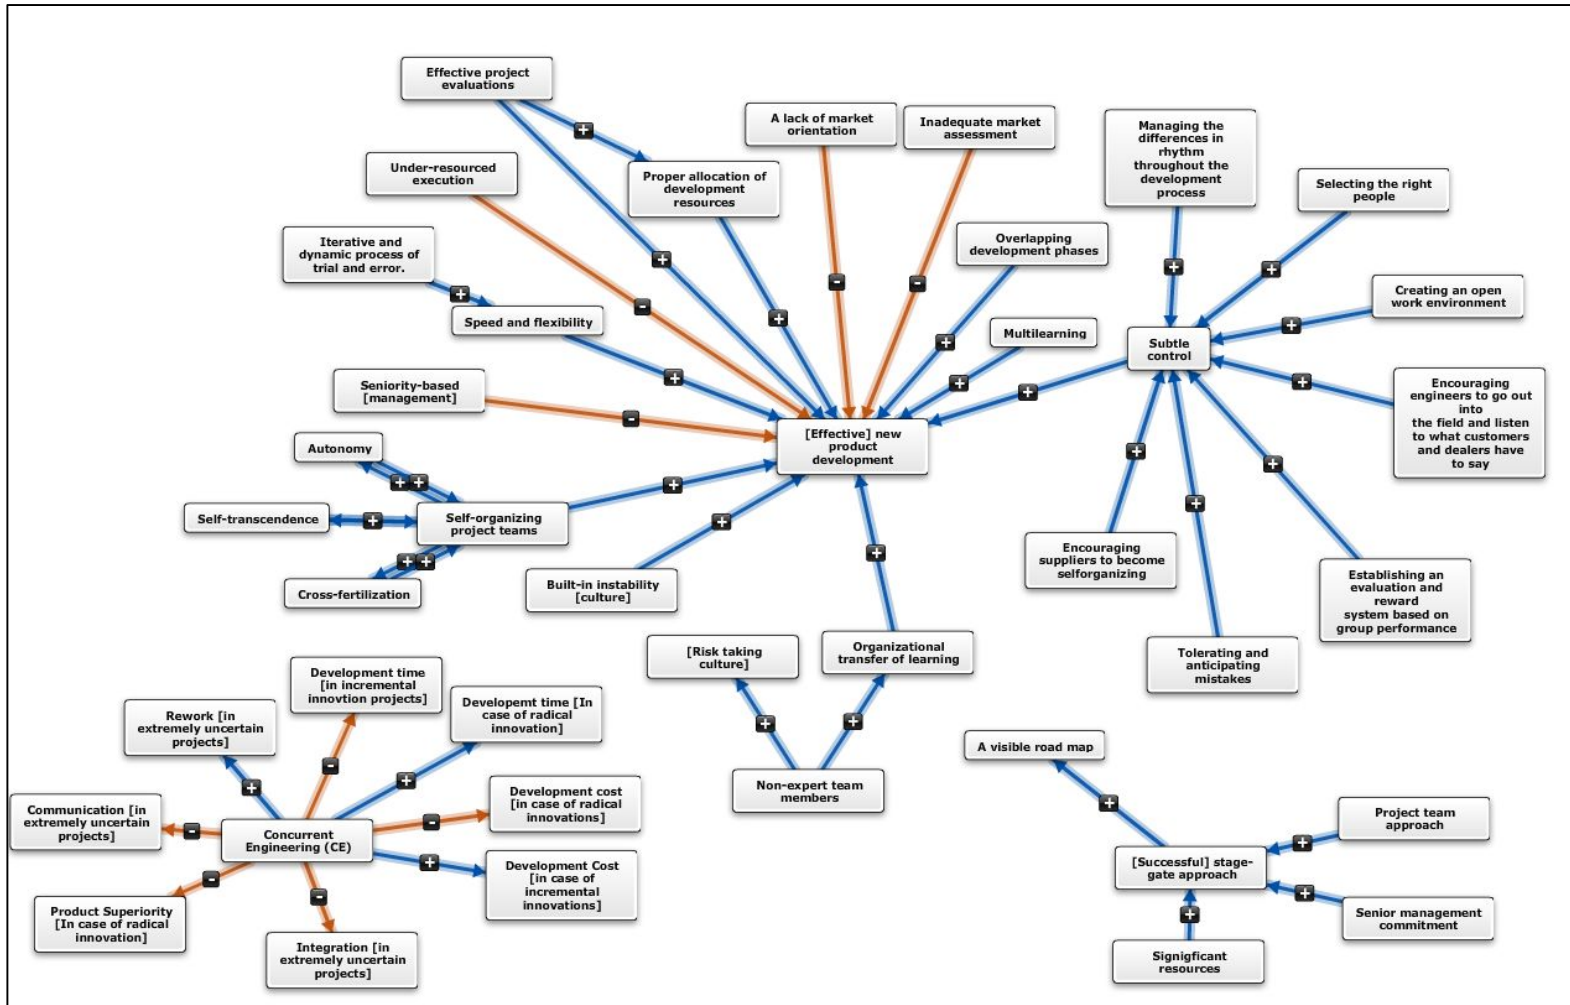 Effective project
evaluations
A lack of market
orientation
Inadequate market
assessment
Managing the
differences in
rhythm
throughout the
development
process
Under-resourced
execution
Proper allocation of
development
resources
Selecting the right
people
Iterative and
dynamic process of
trial and error.
Overlapping
development phases
Creating an open
work environment
Speed and flexibility
Multilearning
Subtle
control
Seniority-based
[management]
Encouraging
engineers to go out
into
the field and listen
to what customers
and dealers have
to say
[Effective] new
product
development
Autonomy
Self-transcendence
Self-organizing
project teams
Cross-fertilization
Built-in instability
[culture]
Encouraging
suppliers to become
selforganizing
Establishing an
evaluation and
reward
system based on
group performance
[Risk taking
culture]
Organizational
transfer of learning
Tolerating and
anticipating
mistakes
Development time
[in incremental
innovtion projects]
Developemt time [In
case of radical
innovation]
Rework [in
extremely uncertain
projects]
A visible road map
Non-expert team
members
Development cost
[in case of radical
innovations]
Communication [in
extremely uncertain
projects]
Concurrent
Engineering (CE)
Project team
approach
[Successful] stage-
gate approach
Development Cost
[in case of
incremental
innovations]
Product Superiority
[In case of radical
innovation]
Senior management
commitment
Integration [in
extremely uncertain
projects]
Signigficant
resources